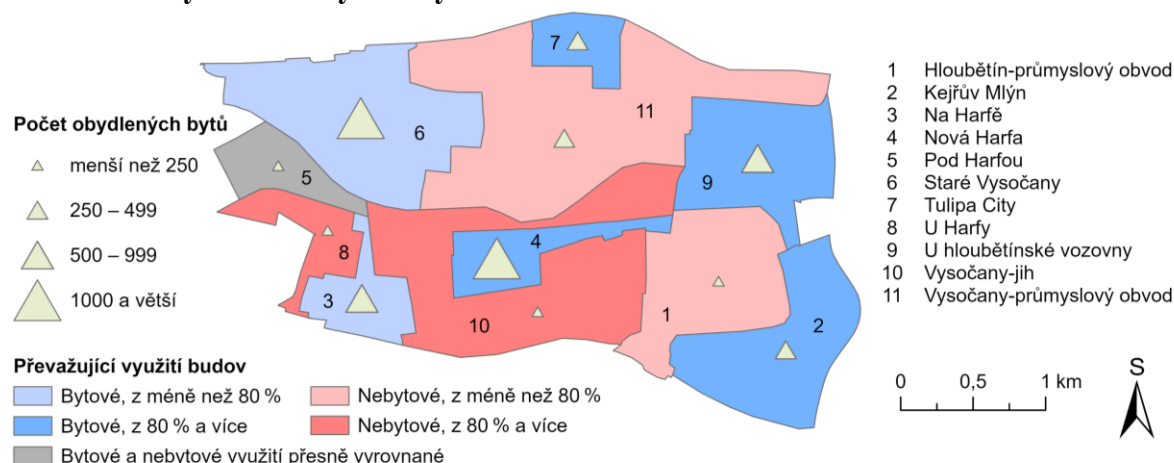 Počet obydlených bytů
menší než 250
250 – 499
500 – 999
1000 a větší
7
11
6
5
9
4
8
3
10
1
2
1 Hloubětín-průmyslový obvod
2 Kejřův Mlýn
3 Na Harfě
4 Nová Harfa
5 Pod Harfou
6 Staré Vysočany
7 Tulipa City
8 U Harfy
9 U hloubětínské vozovny
10 Vysočany-jih
11 Vysočany-průmyslový obvod
Převažující využití budov
Bytové, z méně než 80 %
Nebytové, z méně než 80 %
Bytové, z 80 % a více
Nebytové, z 80 % a více
Bytové a nebytové využití přesně vyrovnané
0 0,5 1 km
S